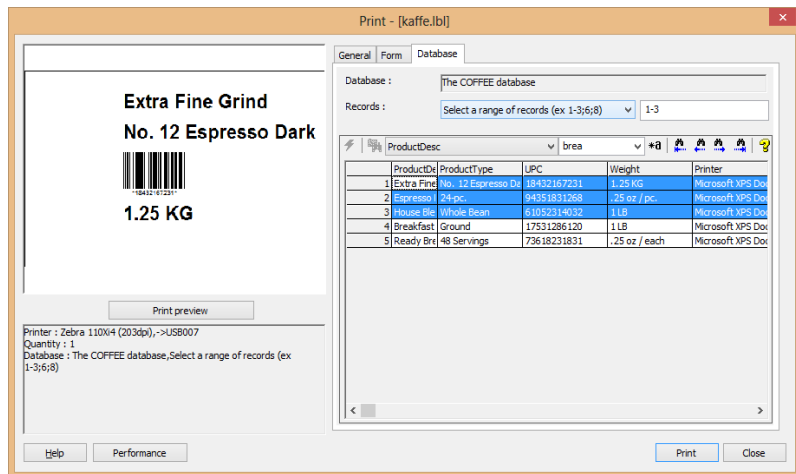 Print - [kaffe.lbl]
×
Extra Fine Grind
No. 12 Espresso Dark
*18432167231*
1.25 KG
Print preview
Printer : Zebra 110Xi4 (203dpi),->USB007
Quantity : 1
Database : The COFFEE database,Select a range of records (ex
1-3;6;8)
General Form Database
Database : The COFFEE database
Records : Select a range of records (ex 1-3;6;8) 1-3
ProductDesc brea *a ?
ProductDe ProductType UPC Weight Printer
1 Extra Fine No. 12 Espresso Da 18432167231 1.25 KG Microsoft XPS Doc
2 Espresso 24-pc. 94351831268 .25 oz / pc. Microsoft XPS Doc
3 House Ble Whole Bean 61052314032 1 LB Microsoft XPS Doc
4 Breakfast Ground 17531286120 1 LB Microsoft XPS Doc
5 Ready Bre 48 Servings 73618231831 .25 oz / each Microsoft XPS Doc
Help Performance Print Close